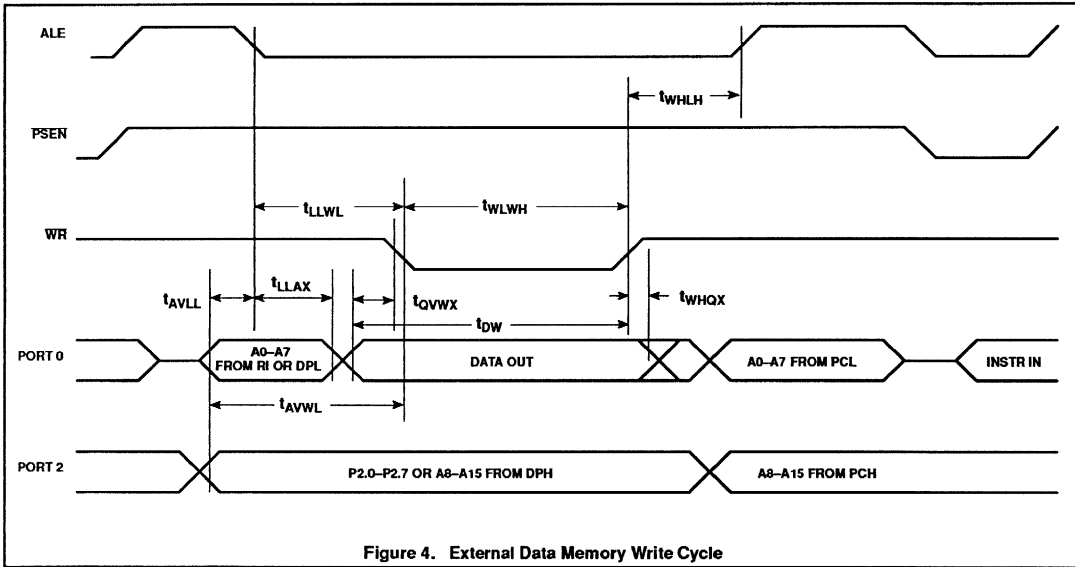 ALE
tWHLH
PSEN
tLLWL
tWLWH
WR
tAVLL
tLLAX
tQVWX
tWHQX
tDW
PORT 0
A0–A7
FROM RI OR DPL
DATA OUT
A0–A7 FROM PCL
INSTR IN
tAVWL
PORT 2
P2.0–P2.7 OR A8–A15 FROM DPH
A8–A15 FROM PCH
Figure 4. External Data Memory Write Cycle